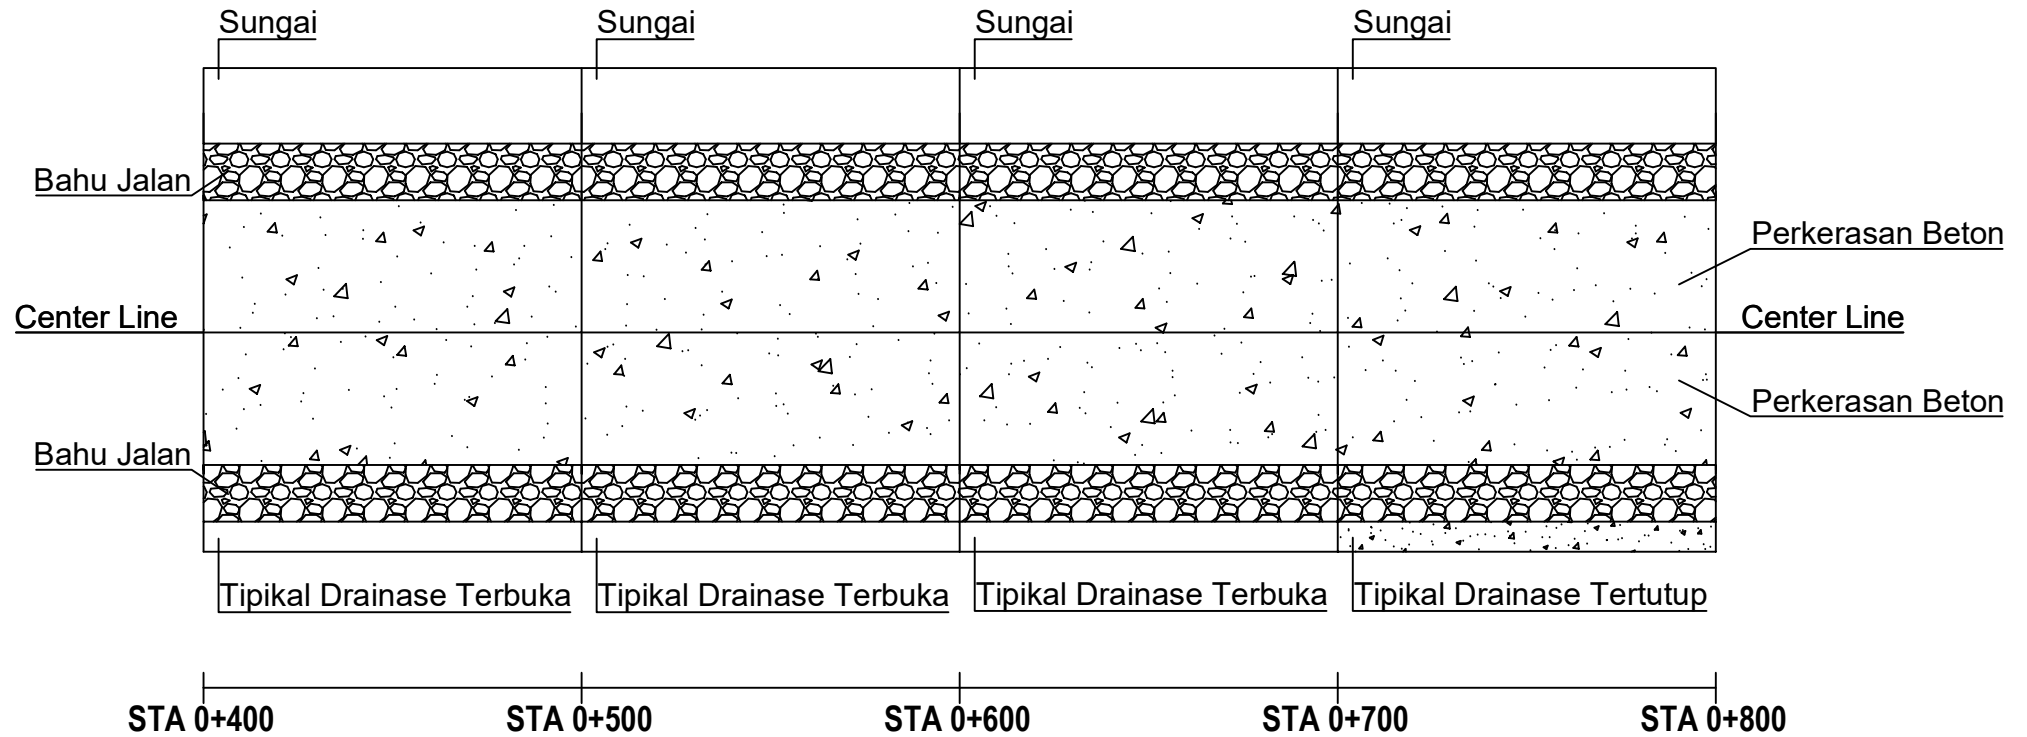 Sungai
Sungai
Sungai
Sungai
Bahu Jalan
Perkerasan Beton
Center Line
Center Line
Perkerasan Beton
Bahu Jalan
Tipikal Drainase Terbuka
Tipikal Drainase Terbuka
Tipikal Drainase Terbuka
Tipikal Drainase Tertutup
STA 0+400
STA 0+500
STA 0+600
STA 0+700
STA 0+800